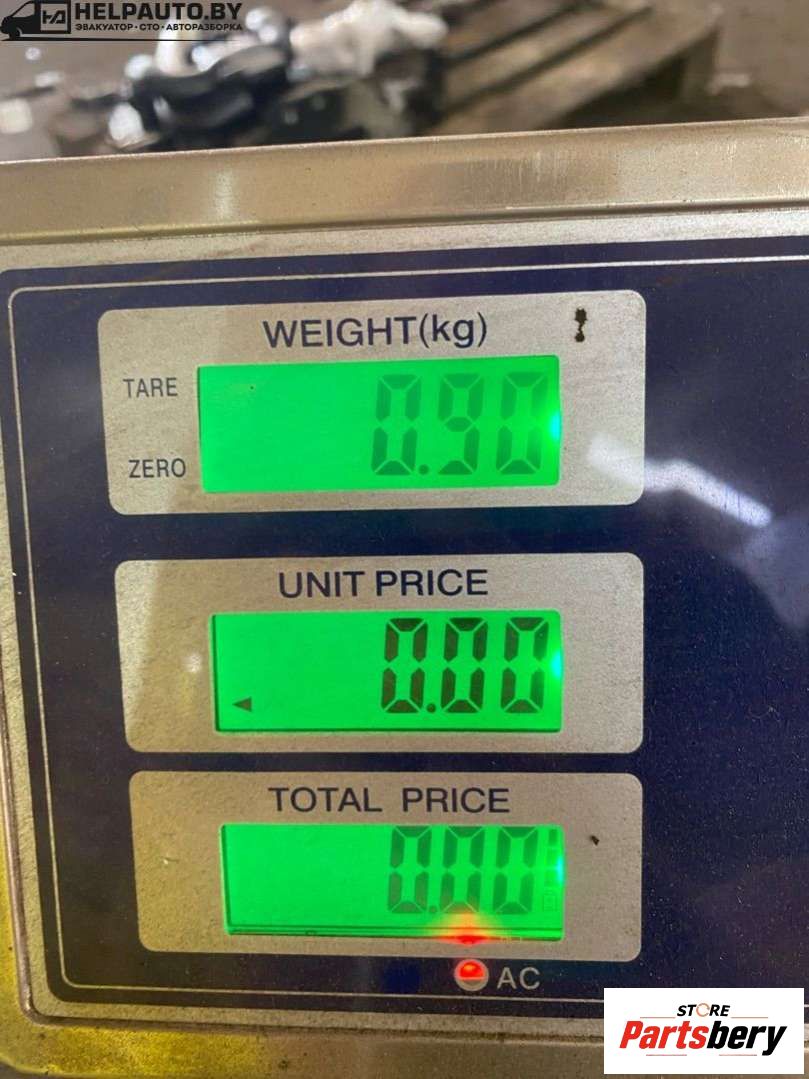 HELPAUTO.BY
ЭВАКУАТОР · СТО · АВТОРАЗБОРКА
WEIGHT(kg)
TARE
0.90
ZERO
UNIT PRICE
0.00
TOTAL PRICE
0.00
AC
STORE
Partsbery